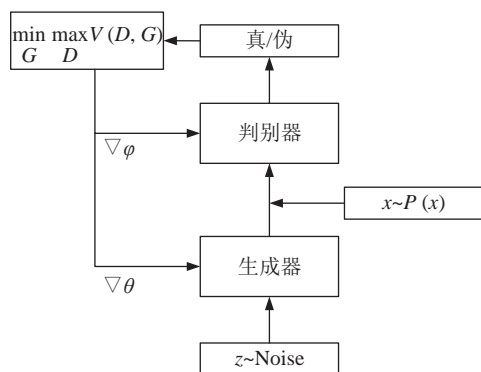 min max V (D, G)
G D
真/伪
判别器
▽φ
x~P (x)
生成器
▽θ
z~Noise